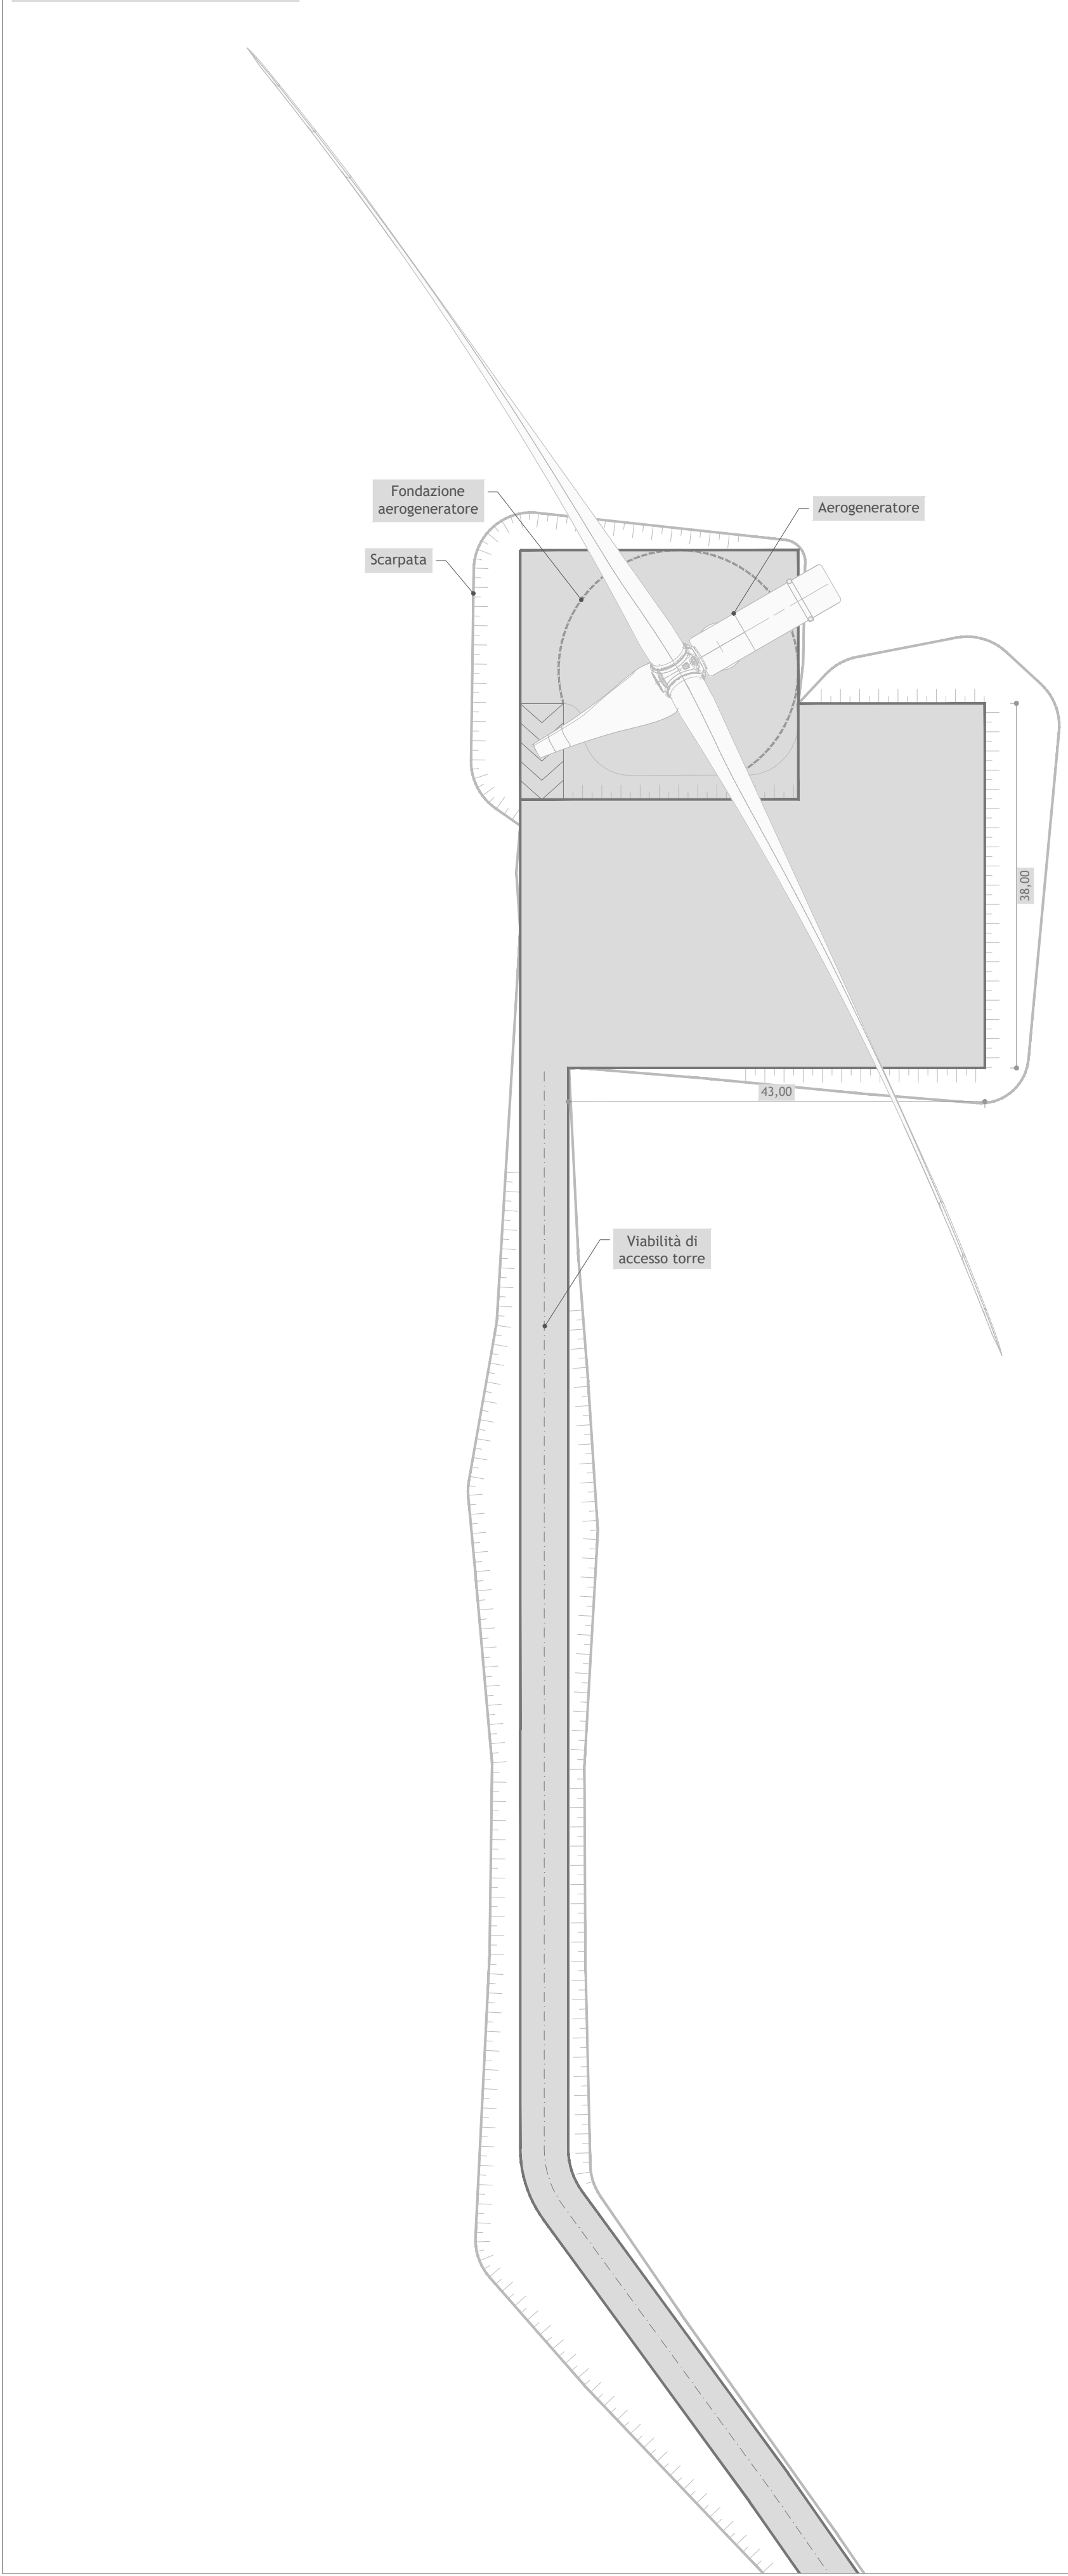 Fondazione
aerogeneratore
Aerogeneratore
Scarpata
38,00
43,00
Viabilità di
accesso torre